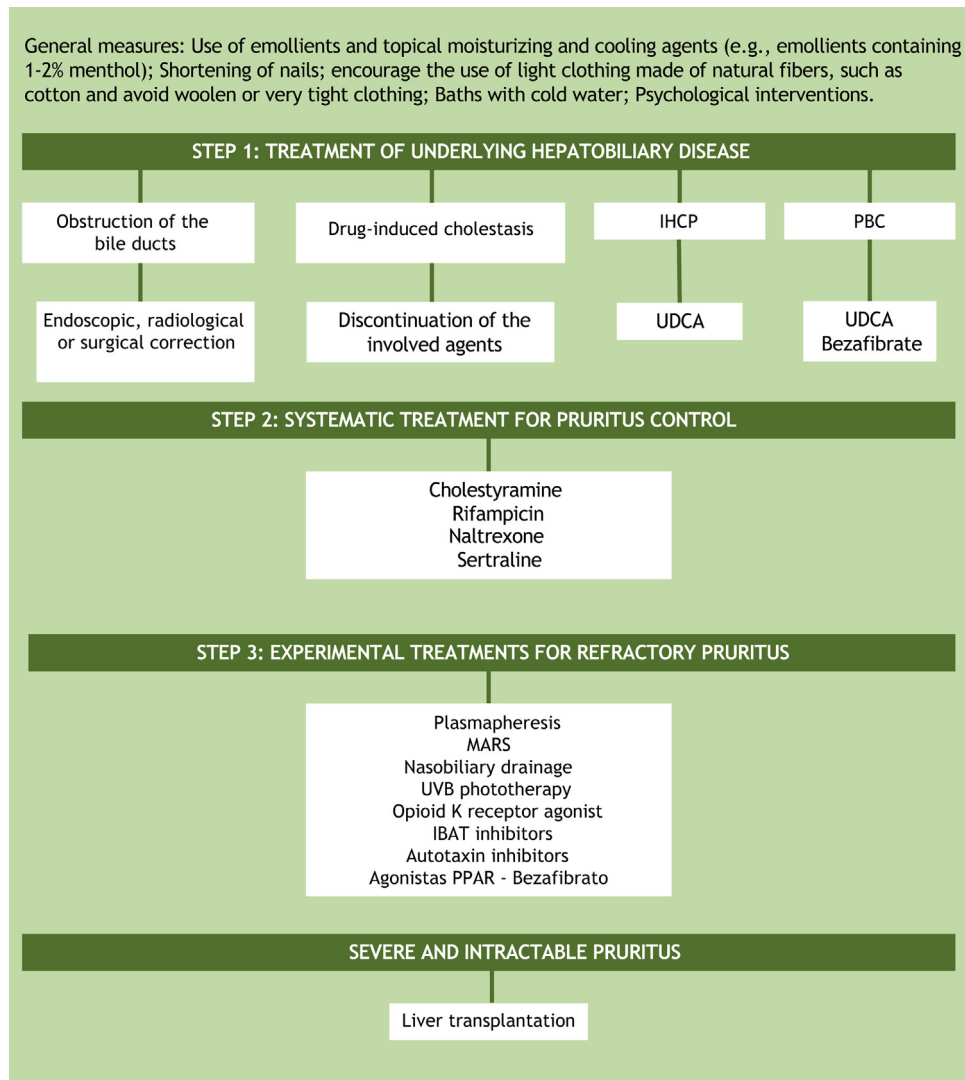 General measures: Use of emollients and topical moisturizing and cooling agents (e.g., emollients containing
1-2% menthol); Shortening of nails; encourage the use of light clothing made of natural fibers, such as
cotton and avoid woolen or very tight clothing; Baths with cold water; Psychological interventions.
STEP 1: TREATMENT OF UNDERLYING HEPATOBILIARY DISEASE
Obstruction of the
bile ducts
Drug-induced cholestasis
IHCP
PBC
Endoscopic, radiological
or surgical correction
Discontinuation of the
involved agents
UDCA
UDCA
Bezafibrate
STEP 2: SYSTEMATIC TREATMENT FOR PRURITUS CONTROL
Cholestyramine
Rifampicin
Naltrexone
Sertraline
STEP 3: EXPERIMENTAL TREATMENTS FOR REFRACTORY PRURITUS
Plasmapheresis
MARS
Nasobiliary drainage
UVB phototherapy
Opioid K receptor agonist
IBAT inhibitors
Autotaxin inhibitors
Agonistas PPAR - Bezafibrato
SEVERE AND INTRACTABLE PRURITUS
Liver transplantation